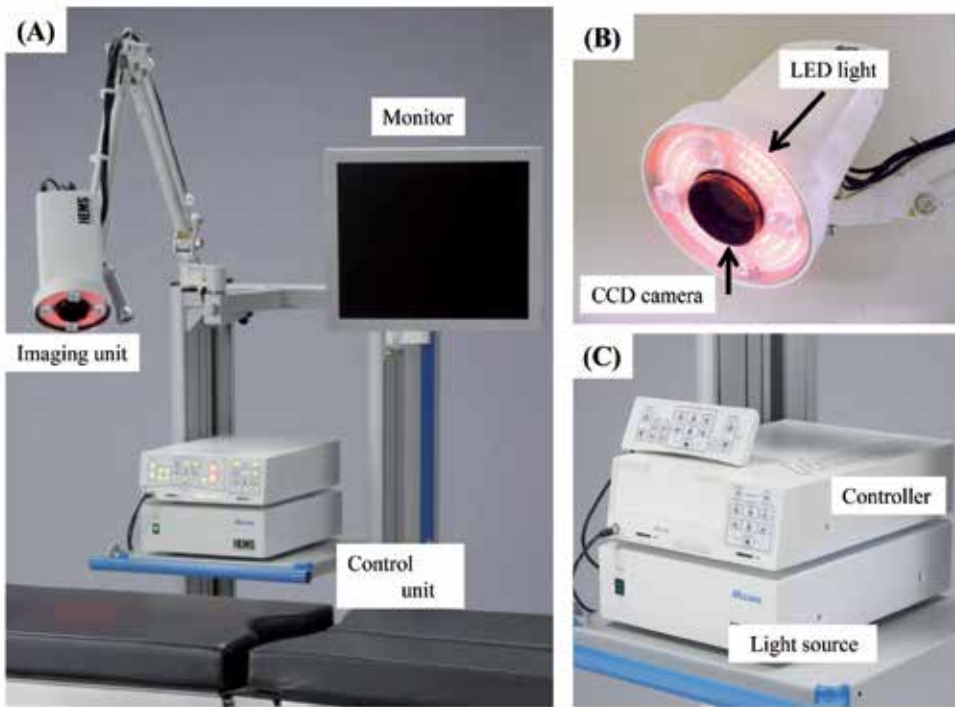 (A)
Monitor
HEMS
Imaging unit
HEMS
Control
unit
(B)
LED light
CCD camera
(C)
Controller
Light source